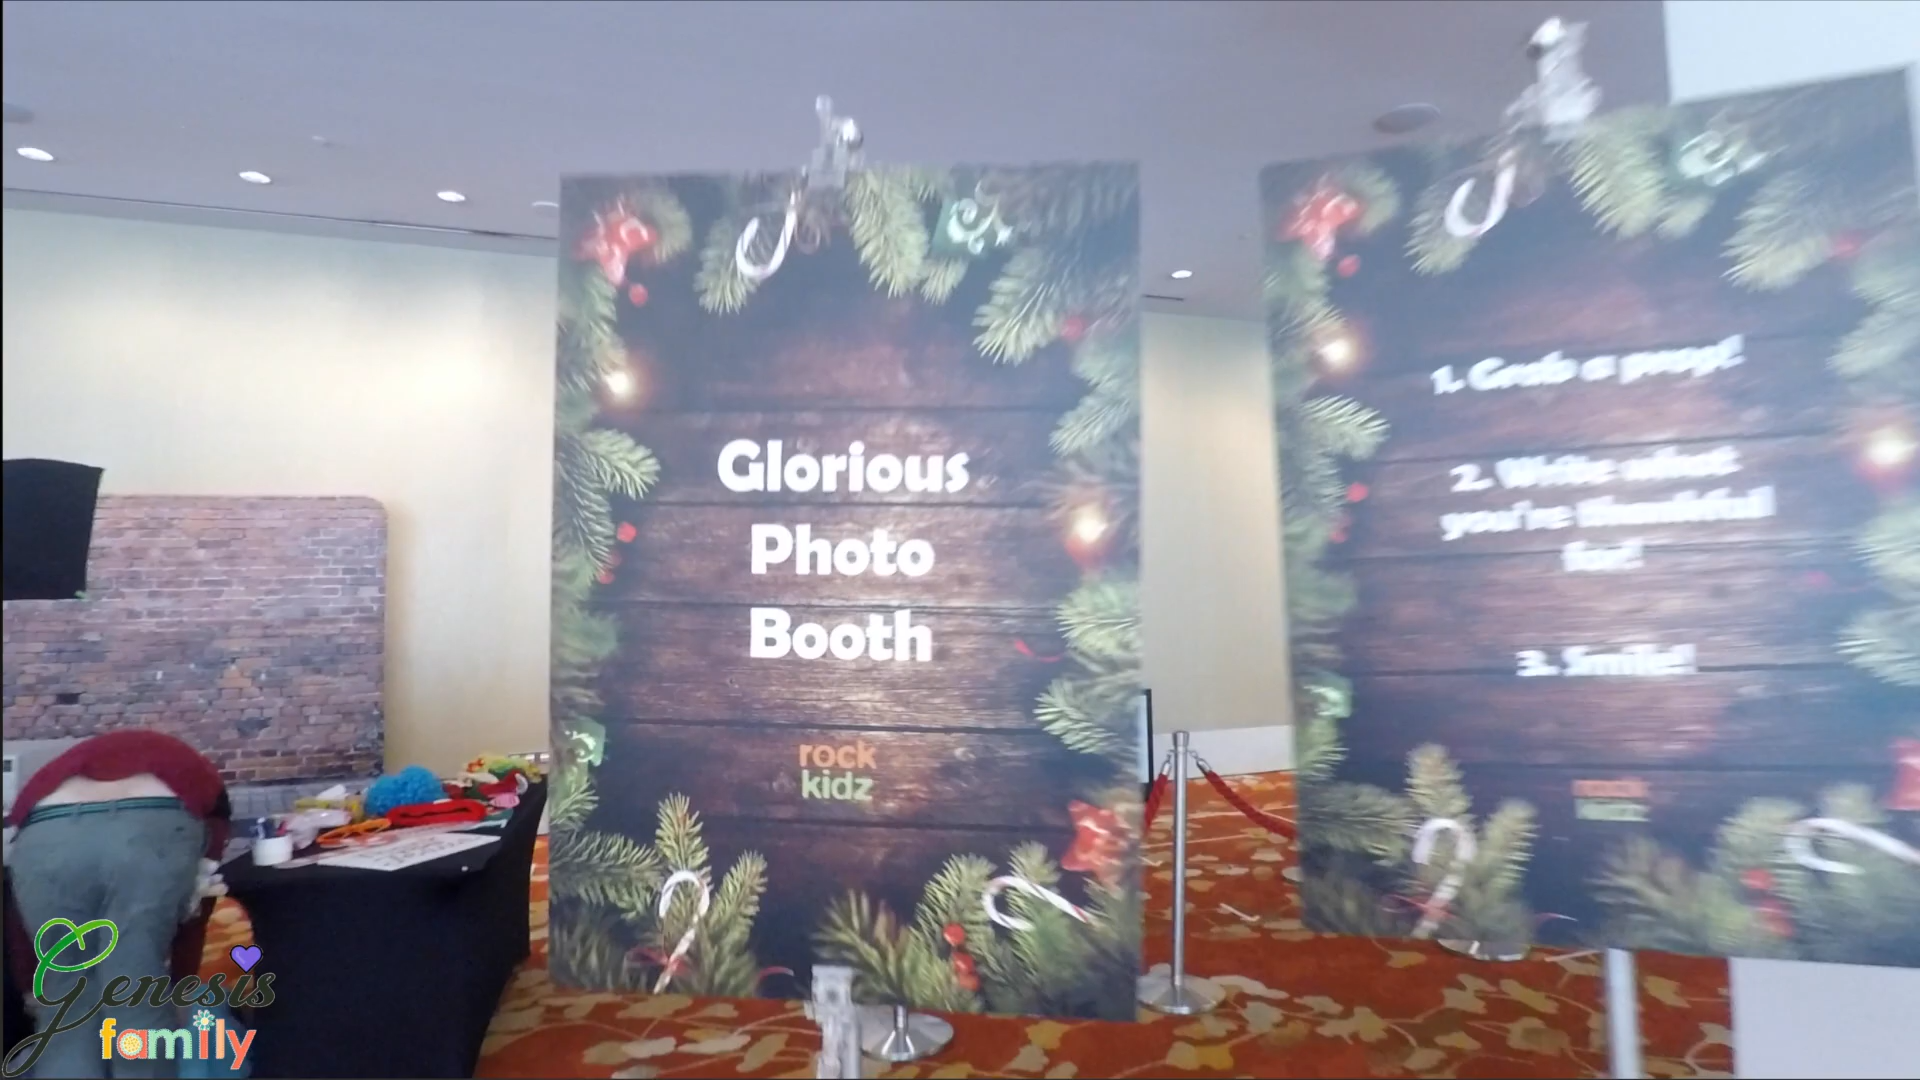 Glorious
Photo
Booth
rock
kidz
1. Grab a prop!
2. Write what
you're thankful
for!
3. Smile!
Genesis
family